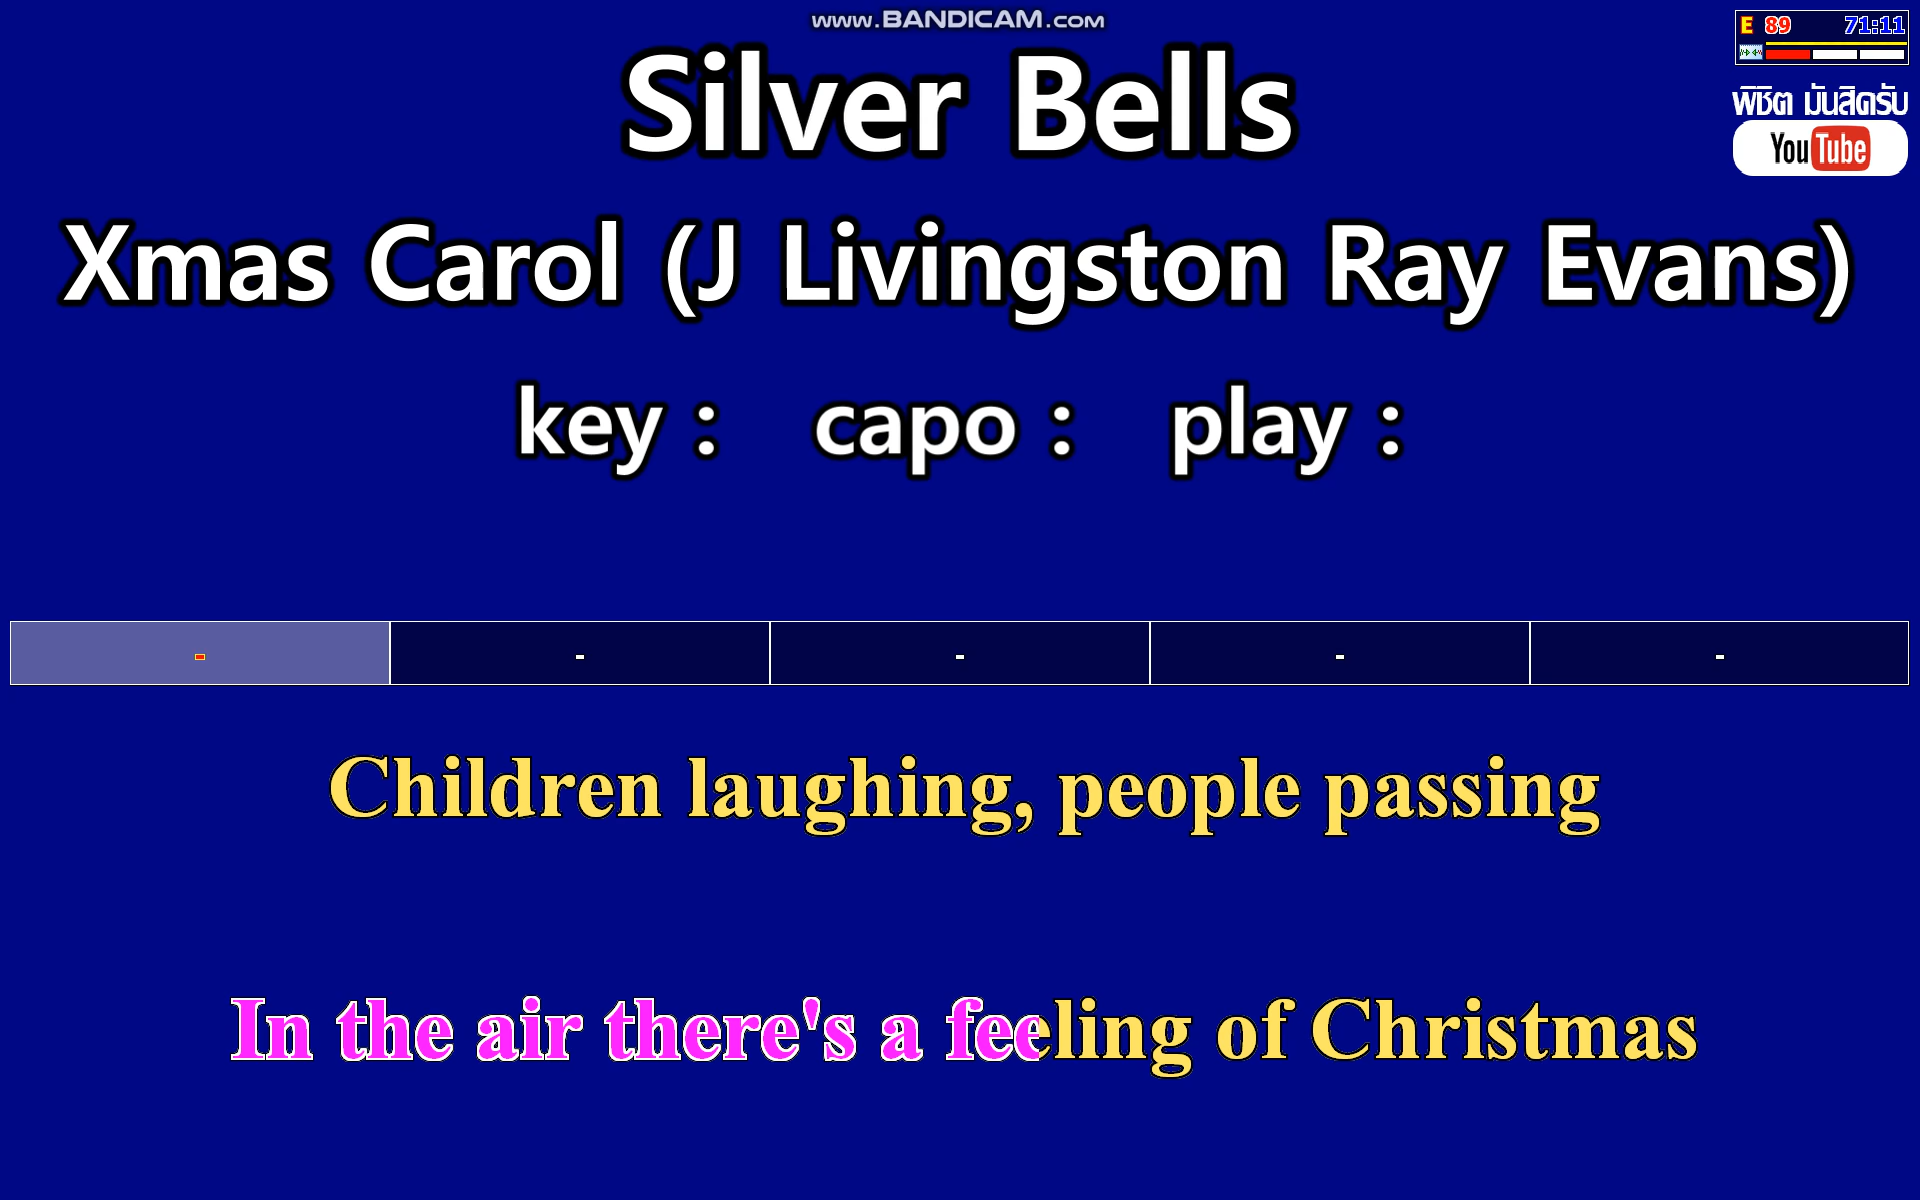 www.BANDICAM.com
E 89 71:11
Silver Bells
พิชิต มันสิครับ
YouTube
Xmas Carol (J Livingston Ray Evans)
key : capo : play :
- - - - -
Children laughing, people passing
In the air there's a feeling of Christmas